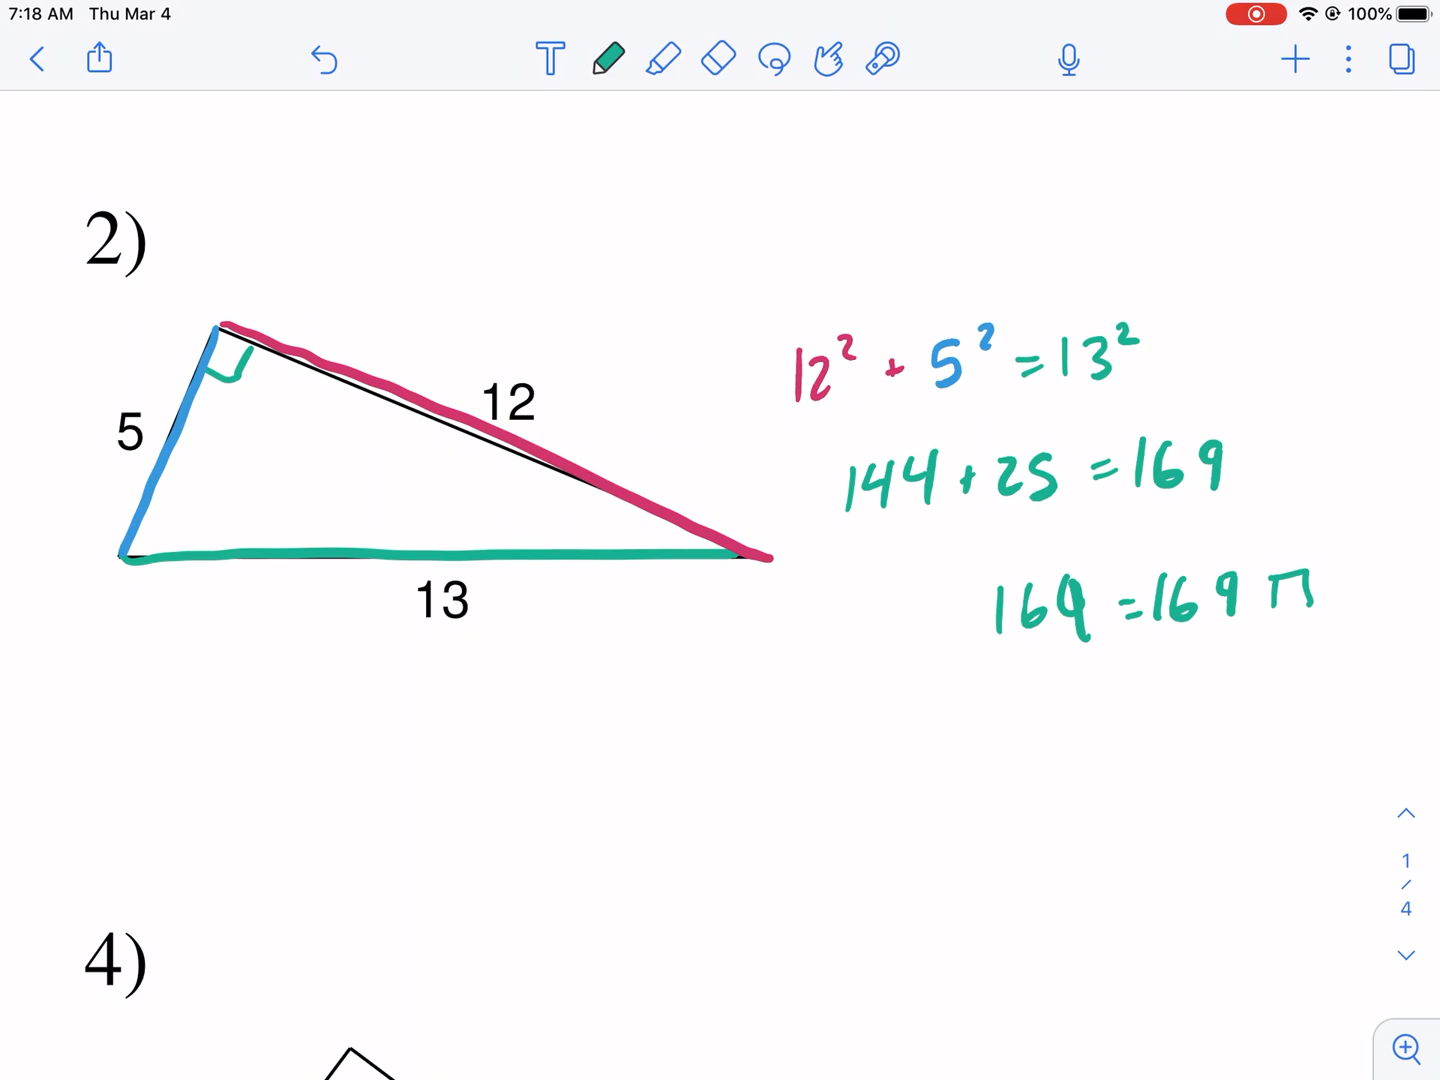 7:18 AM Thu Mar 4
100%
2)
12² + 5² = 13²
5
12
144 + 25 = 169
13
169 = 169
1
/
4
4)